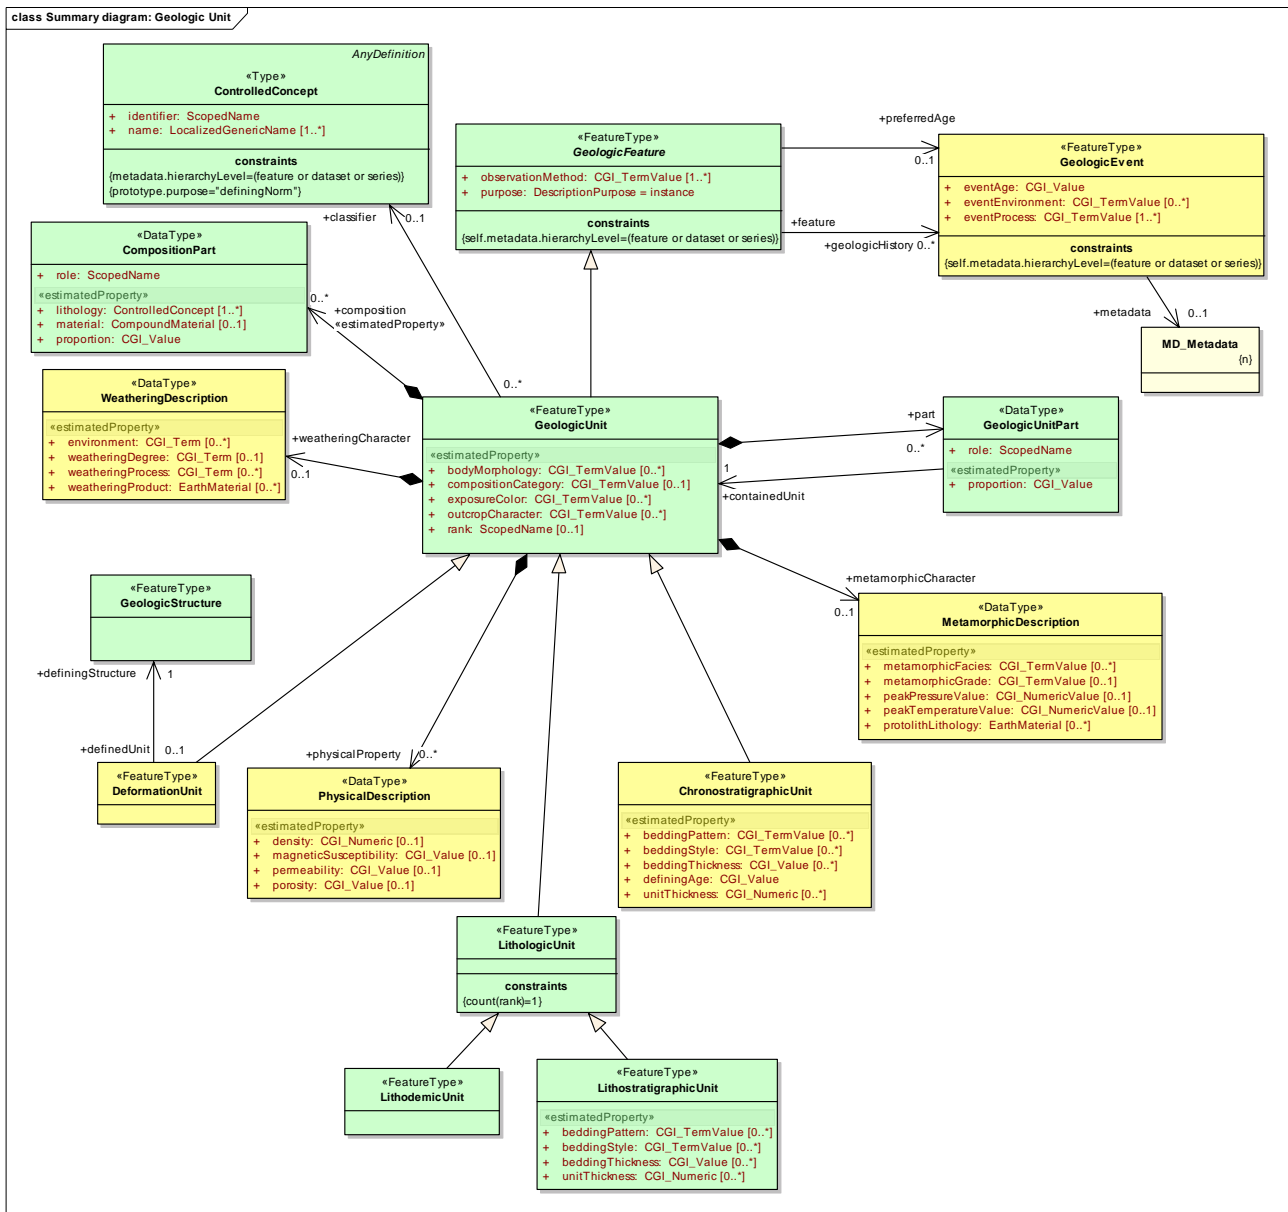 class Summary diagram: Geologic Unit
AnyDefinition
«Type»
ControlledConcept
+ identifier: ScopedName
+ name: LocalizedGenericName [1..*]
constraints
{metadata.hierarchyLevel=(feature or dataset or series)}
{prototype.purpose="definingNorm"}
«FeatureType»
GeologicFeature
+ observationMethod: CGI_TermValue [1..*]
+ purpose: DescriptionPurpose = instance
constraints
{self.metadata.hierarchyLevel=(feature or dataset or series)}
+preferredAge
0..1
+feature
+geologicHistory 0..*
«FeatureType»
GeologicEvent
+ eventAge: CGI_Value
+ eventEnvironment: CGI_TermValue [0..*]
+ eventProcess: CGI_TermValue [1..*]
constraints
{self.metadata.hierarchyLevel=(feature or dataset or series)}
+metadata
0..1
MD_Metadata
{n}
+classifier
0..1
0..*
«DataType»
CompositionPart
+ role: ScopedName
«estimatedProperty»
+ lithology: ControlledConcept [1..*]
+ material: CompoundMaterial [0..1]
+ proportion: CGI_Value
0..*
+composition
«estimatedProperty»
«DataType»
WeatheringDescription
«estimatedProperty»
+ environment: CGI_Term [0..*]
+ weatheringDegree: CGI_Term [0..1]
+ weatheringProcess: CGI_Term [0..*]
+ weatheringProduct: EarthMaterial [0..*]
+weatheringCharacter
0..1
«FeatureType»
GeologicUnit
«estimatedProperty»
+ bodyMorphology: CGI_TermValue [0..*]
+ compositionCategory: CGI_TermValue [0..1]
+ exposureColor: CGI_TermValue [0..*]
+ outcropCharacter: CGI_TermValue [0..*]
+ rank: ScopedName [0..1]
+part
0..*
1
+containedUnit
«DataType»
GeologicUnitPart
+ role: ScopedName
«estimatedProperty»
+ proportion: CGI_Value
+metamorphicCharacter
0..1
«DataType»
MetamorphicDescription
«estimatedProperty»
+ metamorphicFacies: CGI_TermValue [0..*]
+ metamorphicGrade: CGI_TermValue [0..1]
+ peakPressureValue: CGI_NumericValue [0..1]
+ peakTemperatureValue: CGI_NumericValue [0..1]
+ protolithLithology: EarthMaterial [0..*]
«FeatureType»
GeologicStructure
+definingStructure
1
+definedUnit
0..1
«FeatureType»
DeformationUnit
+physicalProperty
0..*
«DataType»
PhysicalDescription
«estimatedProperty»
+ density: CGI_Numeric [0..1]
+ magneticSusceptibility: CGI_Value [0..1]
+ permeability: CGI_Value [0..1]
+ porosity: CGI_Value [0..1]
«FeatureType»
ChronostratigraphicUnit
«estimatedProperty»
+ beddingPattern: CGI_TermValue [0..*]
+ beddingStyle: CGI_TermValue [0..*]
+ beddingThickness: CGI_Value [0..*]
+ definingAge: CGI_Value
+ unitThickness: CGI_Numeric [0..*]
«FeatureType»
LithologicUnit
constraints
{count(rank)=1}
«FeatureType»
LithodemicUnit
«FeatureType»
LithostratigraphicUnit
«estimatedProperty»
+ beddingPattern: CGI_TermValue [0..*]
+ beddingStyle: CGI_TermValue [0..*]
+ beddingThickness: CGI_Value [0..*]
+ unitThickness: CGI_Numeric [0..*]